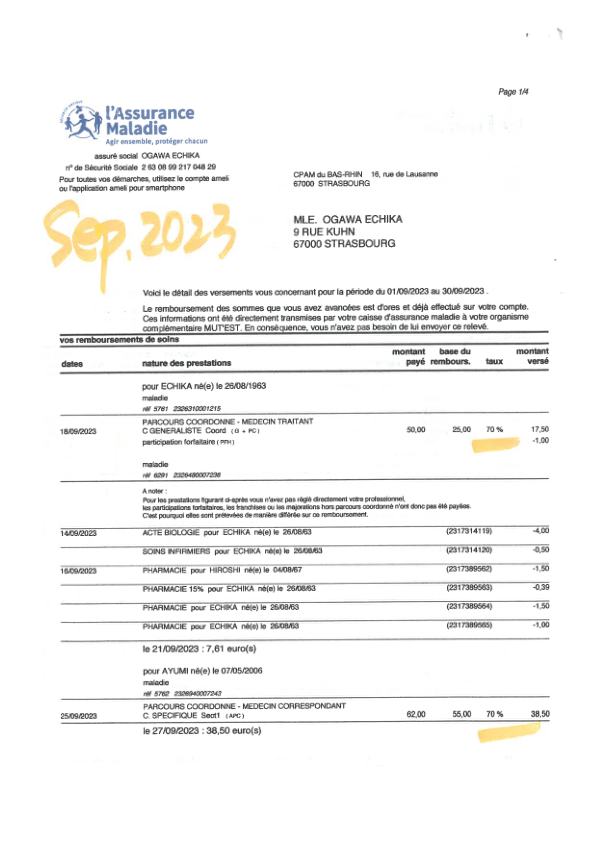 Page 1/4
l'Assurance
Maladie
Agir ensemble, protéger chacun
assuré social OGAWA ECHIKA
n° de Sécurité Sociale 2 63 08 99 217 048 29
Pour toutes vos démarches, utilisez le compte ameli
ou l'application ameli pour smartphone
CPAM du BAS-RHIN 16, rue de Lausanne
67000 STRASBOURG
MLE. OGAWA ECHIKA
9 RUE KUHN
67000 STRASBOURG
Sep. 2023
Voici le détail des versements vous concernant pour la période du 01/09/2023 au 30/09/2023 .
Le remboursement des sommes que vous avez avancées est d'ores et déjà effectué sur votre compte.
Ces informations ont été directement transmises par votre caisse d'assurance maladie à votre organisme
complémentaire MUT'EST. En conséquence, vous n'avez pas besoin de lui envoyer ce relevé.
vos remboursements de soins
dates nature des prestations montant payé base du rembours. taux montant versé
pour ECHIKA né(e) le 26/08/1963
maladie
réf 5761 2326310001215
PARCOURS COORDONNE - MEDECIN TRAITANT
18/09/2023 C GENERALISTE Coord ( G + PC) 50,00 25,00 70 % 17,50
participation forfaitaire ( PFH ) -1,00
maladie
réf 6291 2326480007236
A noter :
Pour les prestations figurant ci-après vous n'avez pas réglé directement votre professionnel,
les participations forfaitaires, les franchises ou les majorations hors parcours coordonné n'ont donc pas été payées.
C'est pourquoi elles sont prélevées de manière différée sur ce remboursement.
14/09/2023 ACTE BIOLOGIE pour ECHIKA né(e) le 26/08/63 (2317314119) -4,00
SOINS INFIRMIERS pour ECHIKA né(e) le 26/08/63 (2317314120) -0,50
16/09/2023 PHARMACIE pour HIROSHI né(e) le 04/08/67 (2317389562) -1,50
PHARMACIE 15% pour ECHIKA né(e) le 26/08/63 (2317389563) -0,39
PHARMACIE pour ECHIKA né(e) le 26/08/63 (2317389564) -1,50
PHARMACIE pour ECHIKA né(e) le 26/08/63 (2317389565) -1,00
le 21/09/2023 : 7,61 euro(s)
pour AYUMI né(e) le 07/05/2006
maladie
réf 5762 2326940007243
PARCOURS COORDONNE - MEDECIN CORRESPONDANT
25/09/2023 C. SPECIFIQUE Sect1 ( APC ) 62,00 55,00 70 % 38,50
le 27/09/2023 : 38,50 euro(s)